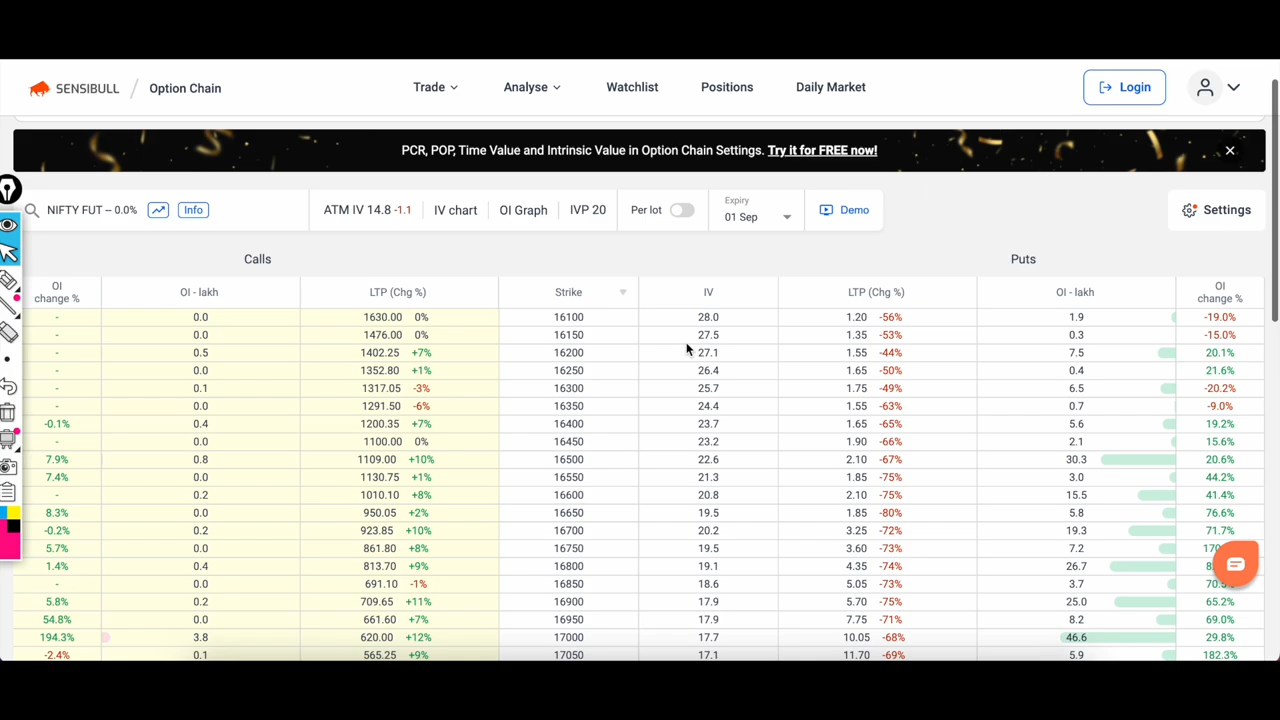 SENSIBULL / Option Chain Trade Analyse Watchlist Positions Daily Market Login
PCR, POP, Time Value and Intrinsic Value in Option Chain Settings. Try it for FREE now!
NIFTY FUT -- 0.0% Info ATM IV 14.8 -1.1 IV chart OI Graph IVP 20 Per lot Expiry 01 Sep Demo Settings
Calls Puts
OI change % OI - lakh LTP (Chg %) Strike IV LTP (Chg %) OI - lakh OI change %
- 0.0 1630.00 0% 16100 28.0 1.20 -56% 1.9 -19.0%
- 0.0 1476.00 0% 16150 27.5 1.35 -53% 0.3 -15.0%
- 0.5 1402.25 +7% 16200 27.1 1.55 -44% 7.5 20.1%
- 0.0 1352.80 +1% 16250 26.4 1.65 -50% 0.4 21.6%
- 0.1 1317.05 -3% 16300 25.7 1.75 -49% 6.5 -20.2%
- 0.0 1291.50 -6% 16350 24.4 1.55 -63% 0.7 -9.0%
-0.1% 0.4 1200.35 +7% 16400 23.7 1.65 -65% 5.6 19.2%
- 0.0 1100.00 0% 16450 23.2 1.90 -66% 2.1 15.6%
7.9% 0.8 1109.00 +10% 16500 22.6 2.10 -67% 30.3 20.6%
7.4% 0.0 1130.75 +1% 16550 21.3 1.85 -75% 3.0 44.2%
- 0.2 1010.10 +8% 16600 20.8 2.10 -75% 15.5 41.4%
8.3% 0.0 950.05 +2% 16650 19.5 1.85 -80% 5.8 76.6%
-0.2% 0.2 923.85 +10% 16700 20.2 3.25 -72% 19.3 71.7%
5.7% 0.0 861.80 +8% 16750 19.5 3.60 -73% 7.2
1.4% 0.4 813.70 +9% 16800 19.1 4.35 -74% 26.7
- 0.0 691.10 -1% 16850 18.6 5.05 -73% 3.7
5.8% 0.2 709.65 +11% 16900 17.9 5.70 -75% 25.0 65.2%
54.8% 0.0 661.60 +7% 16950 17.9 7.75 -71% 8.2 69.0%
194.3% 3.8 620.00 +12% 17000 17.7 10.05 -68% 46.6 29.8%
-2.4% 0.1 565.25 +9% 17050 17.1 11.70 -69% 5.9 182.3%